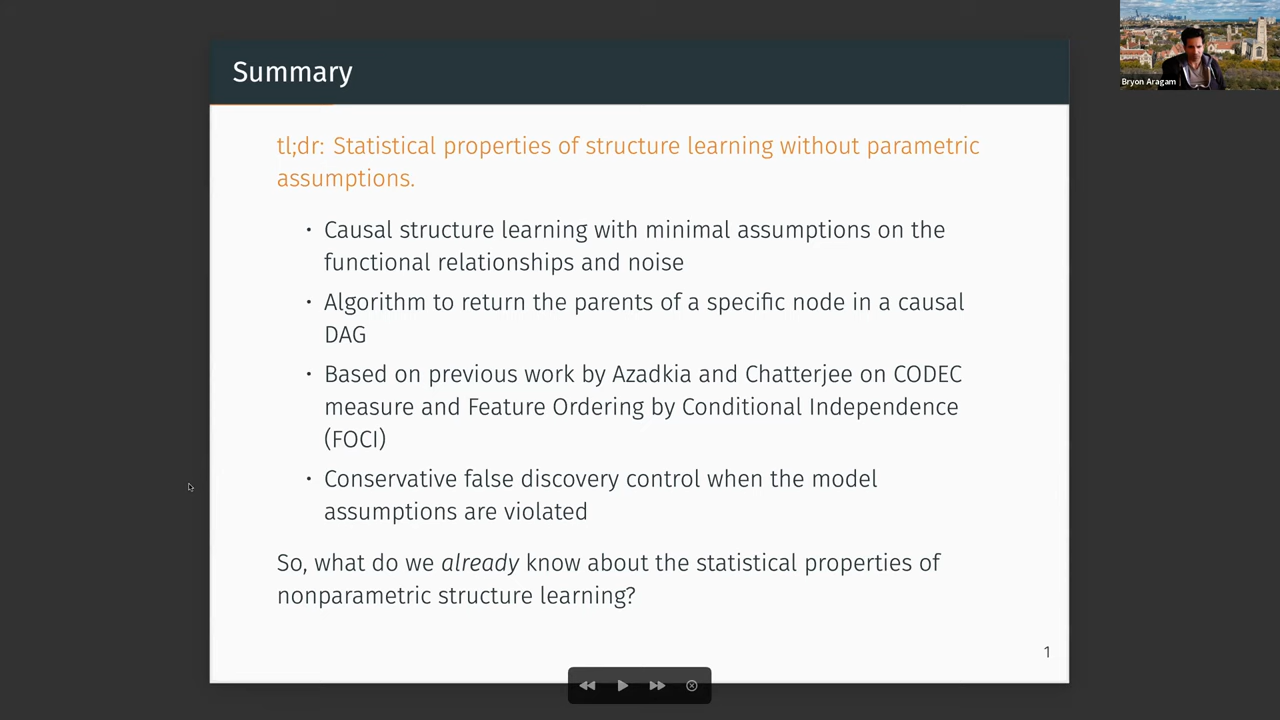 Summary
Bryon Aragam
tl;dr: Statistical properties of structure learning without parametric
assumptions.
• Causal structure learning with minimal assumptions on the
functional relationships and noise
• Algorithm to return the parents of a specific node in a causal
DAG
• Based on previous work by Azadkia and Chatterjee on CODEC
measure and Feature Ordering by Conditional Independence
(FOCI)
• Conservative false discovery control when the model
assumptions are violated
So, what do we already know about the statistical properties of
nonparametric structure learning?
1